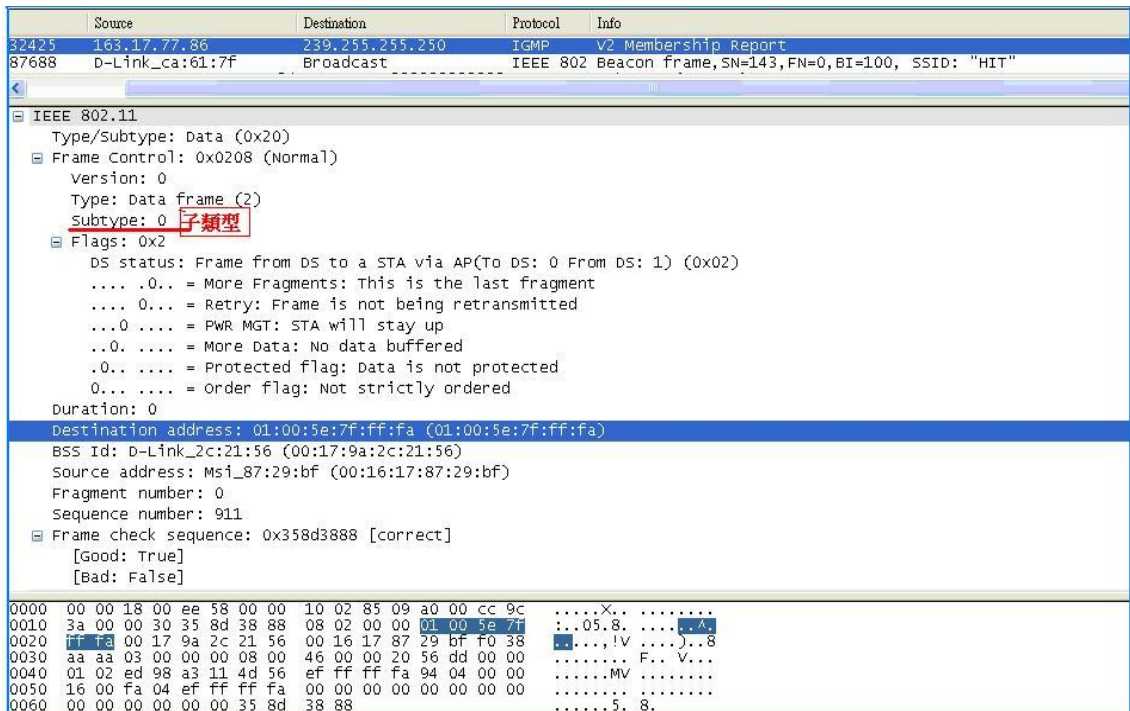 Source Destination Protocol Info
32425 163.17.77.86 239.255.255.250 IGMP V2 Membership Report
87688 D-Link_ca:61:7f Broadcast IEEE 802 Beacon frame,SN=143,FN=0,BI=100, SSID: "HIT"
IEEE 802.11
Type/Subtype: Data (0x20)
Frame Control: 0x0208 (Normal)
Version: 0
Type: Data frame (2)
Subtype: 0 子類型
Flags: 0x2
DS status: Frame from DS to a STA via AP(To DS: 0 From DS: 1) (0x02)
.... .0.. = More Fragments: This is the last fragment
.... 0... = Retry: Frame is not being retransmitted
...0 .... = PWR MGT: STA will stay up
..0. .... = More Data: No data buffered
.0.. .... = Protected flag: Data is not protected
0... .... = Order flag: Not strictly ordered
Duration: 0
Destination address: 01:00:5e:7f:ff:fa (01:00:5e:7f:ff:fa)
BSS Id: D-Link_2c:21:56 (00:17:9a:2c:21:56)
Source address: Msi_87:29:bf (00:16:17:87:29:bf)
Fragment number: 0
Sequence number: 911
Frame check sequence: 0x358d3888 [correct]
[Good: True]
[Bad: False]
0000 00 00 18 00 ee 58 00 00 10 02 85 09 a0 00 cc 9c .....X.. ........
0010 3a 00 00 30 35 8d 38 88 08 02 00 00 01 00 5e 7f :..05.8. ......^.
0020 ff fa 00 17 9a 2c 21 56 00 16 17 87 29 bf f0 38 .....,!V ....)..8
0030 aa aa 03 00 00 00 08 00 46 00 00 20 56 dd 00 00 ........ F.. V...
0040 01 02 ed 98 a3 11 4d 56 ef ff ff fa 94 04 00 00 ......MV ........
0050 16 00 fa 04 ef ff ff fa 00 00 00 00 00 00 00 00 ........ ........
0060 00 00 00 00 00 00 35 8d 38 88 ......5. 8.